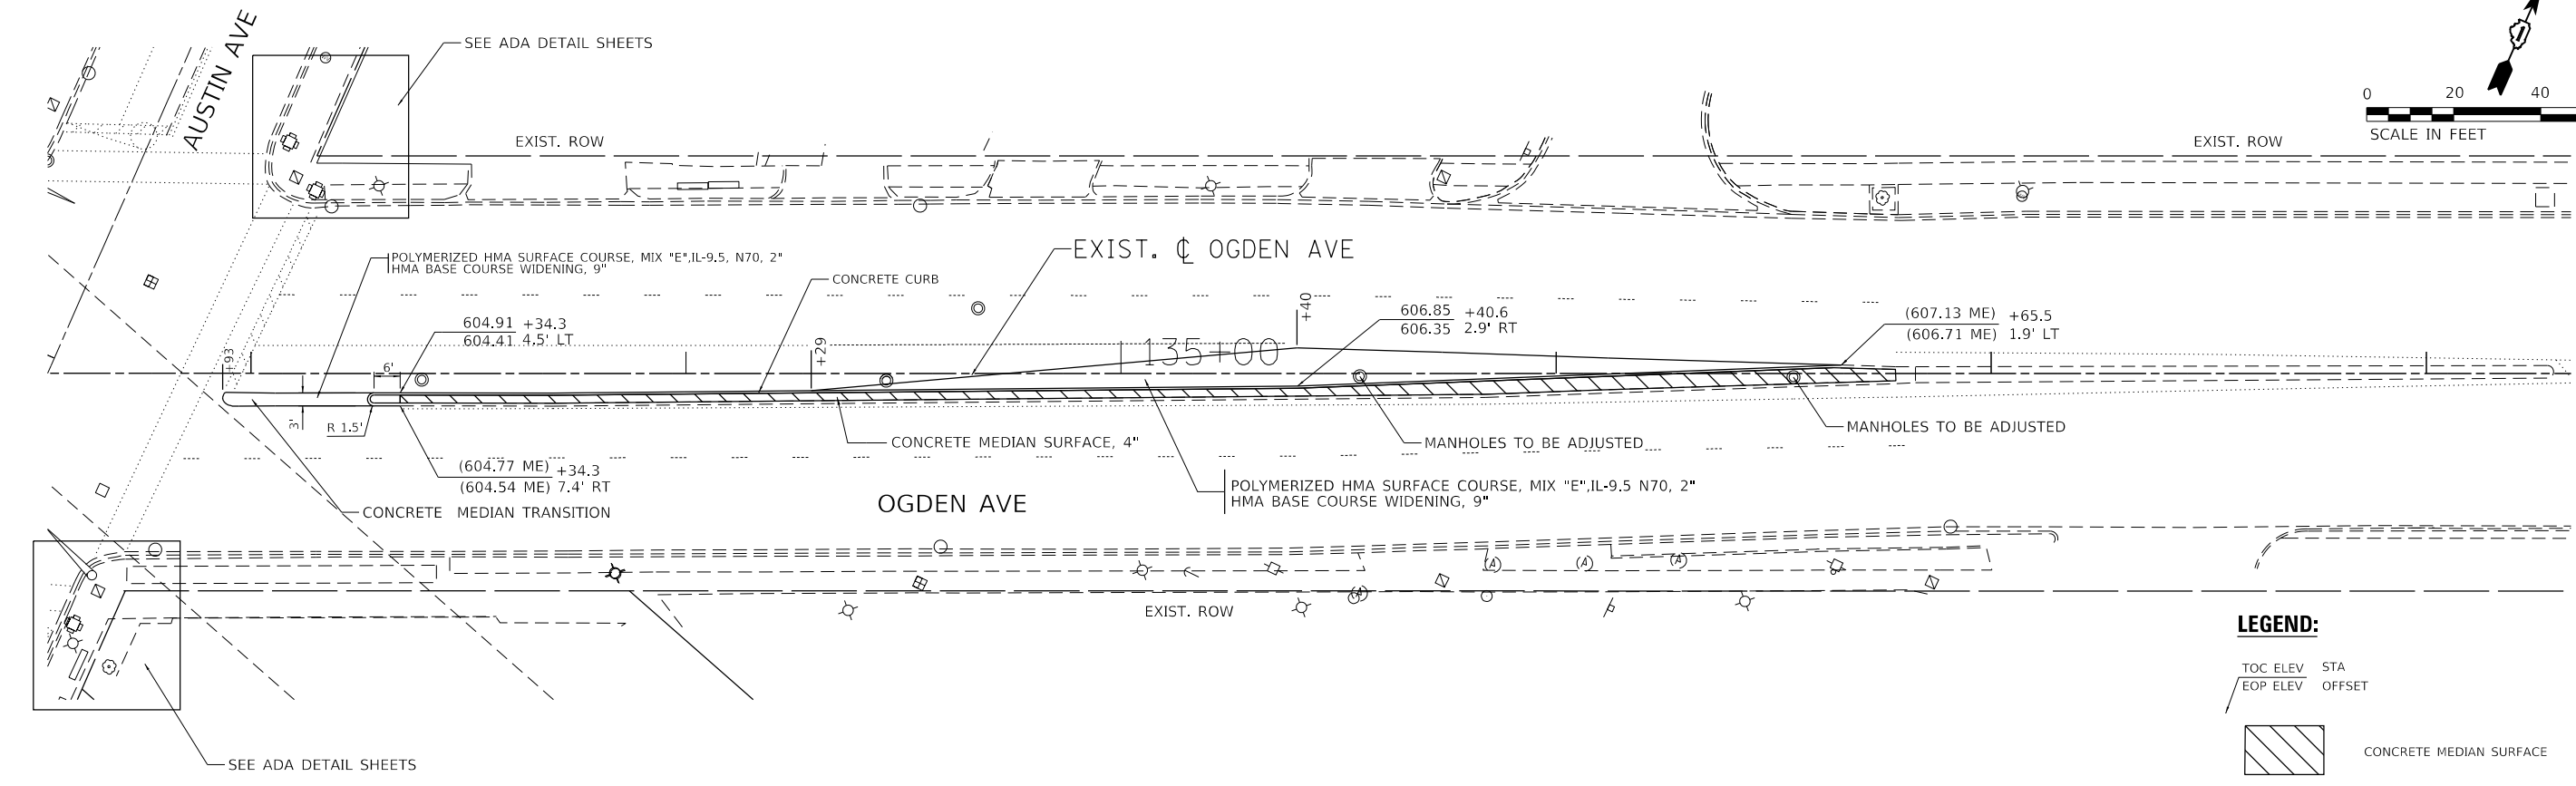 AUSTIN AVE
SEE ADA DETAIL SHEETS
EXIST. ROW
0 20 40
SCALE IN FEET
EXIST. ROW
POLYMERIZED HMA SURFACE COURSE, MIX "E",IL-9.5, N70, 2"
HMA BASE COURSE WIDENING, 9"
EXIST. ℄ OGDEN AVE
CONCRETE CURB
604.91 +34.3
604.41 4.5' LT
+93
6'
+29
+40
135+00
606.85 +40.6
606.35 2.9' RT
(607.13 ME) +65.5
(606.71 ME) 1.9' LT
3'
R 1.5'
CONCRETE MEDIAN SURFACE, 4"
MANHOLES TO BE ADJUSTED
MANHOLES TO BE ADJUSTED
(604.77 ME) +34.3
(604.54 ME) 7.4' RT
CONCRETE MEDIAN TRANSITION
OGDEN AVE
POLYMERIZED HMA SURFACE COURSE, MIX "E",IL-9.5 N70, 2"
HMA BASE COURSE WIDENING, 9"
(A) (A) (A)
(A)
EXIST. ROW
SEE ADA DETAIL SHEETS
LEGEND:
TOC ELEV STA
EOP ELEV OFFSET
CONCRETE MEDIAN SURFACE